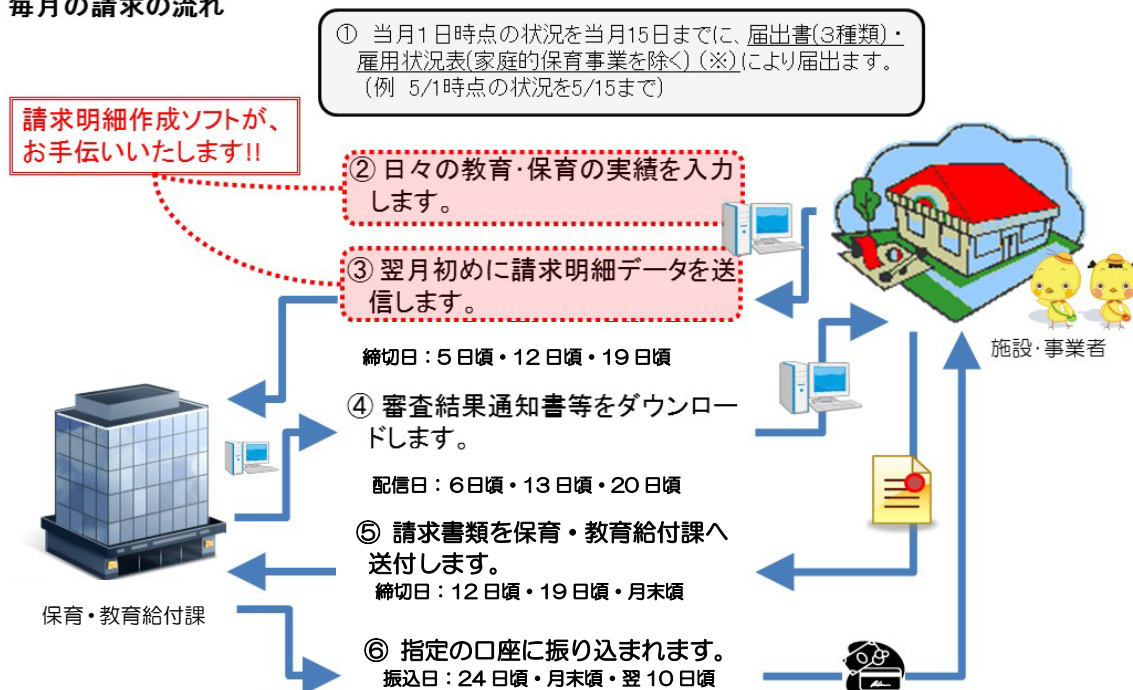 毎月の請求の流れ
① 当月1日時点の状況を当月15日までに、届出書(3種類)・
雇用状況表(家庭的保育事業を除く)(※)により届出ます。
(例 5/1時点の状況を5/15まで)
請求明細作成ソフトが、
お手伝いいたします!!
② 日々の教育・保育の実績を入力
します。
③ 翌月初めに請求明細データを送
信します。
締切日：5日頃・12日頃・19日頃
施設・事業者
④ 審査結果通知書等をダウンロー
ドします。
配信日：6日頃・13日頃・20日頃
⑤ 請求書類を保育・教育給付課へ
送付します。
締切日：12日頃・19日頃・月末頃
保育・教育給付課
⑥ 指定の口座に振り込まれます。
振込日：24日頃・月末頃・翌10日頃